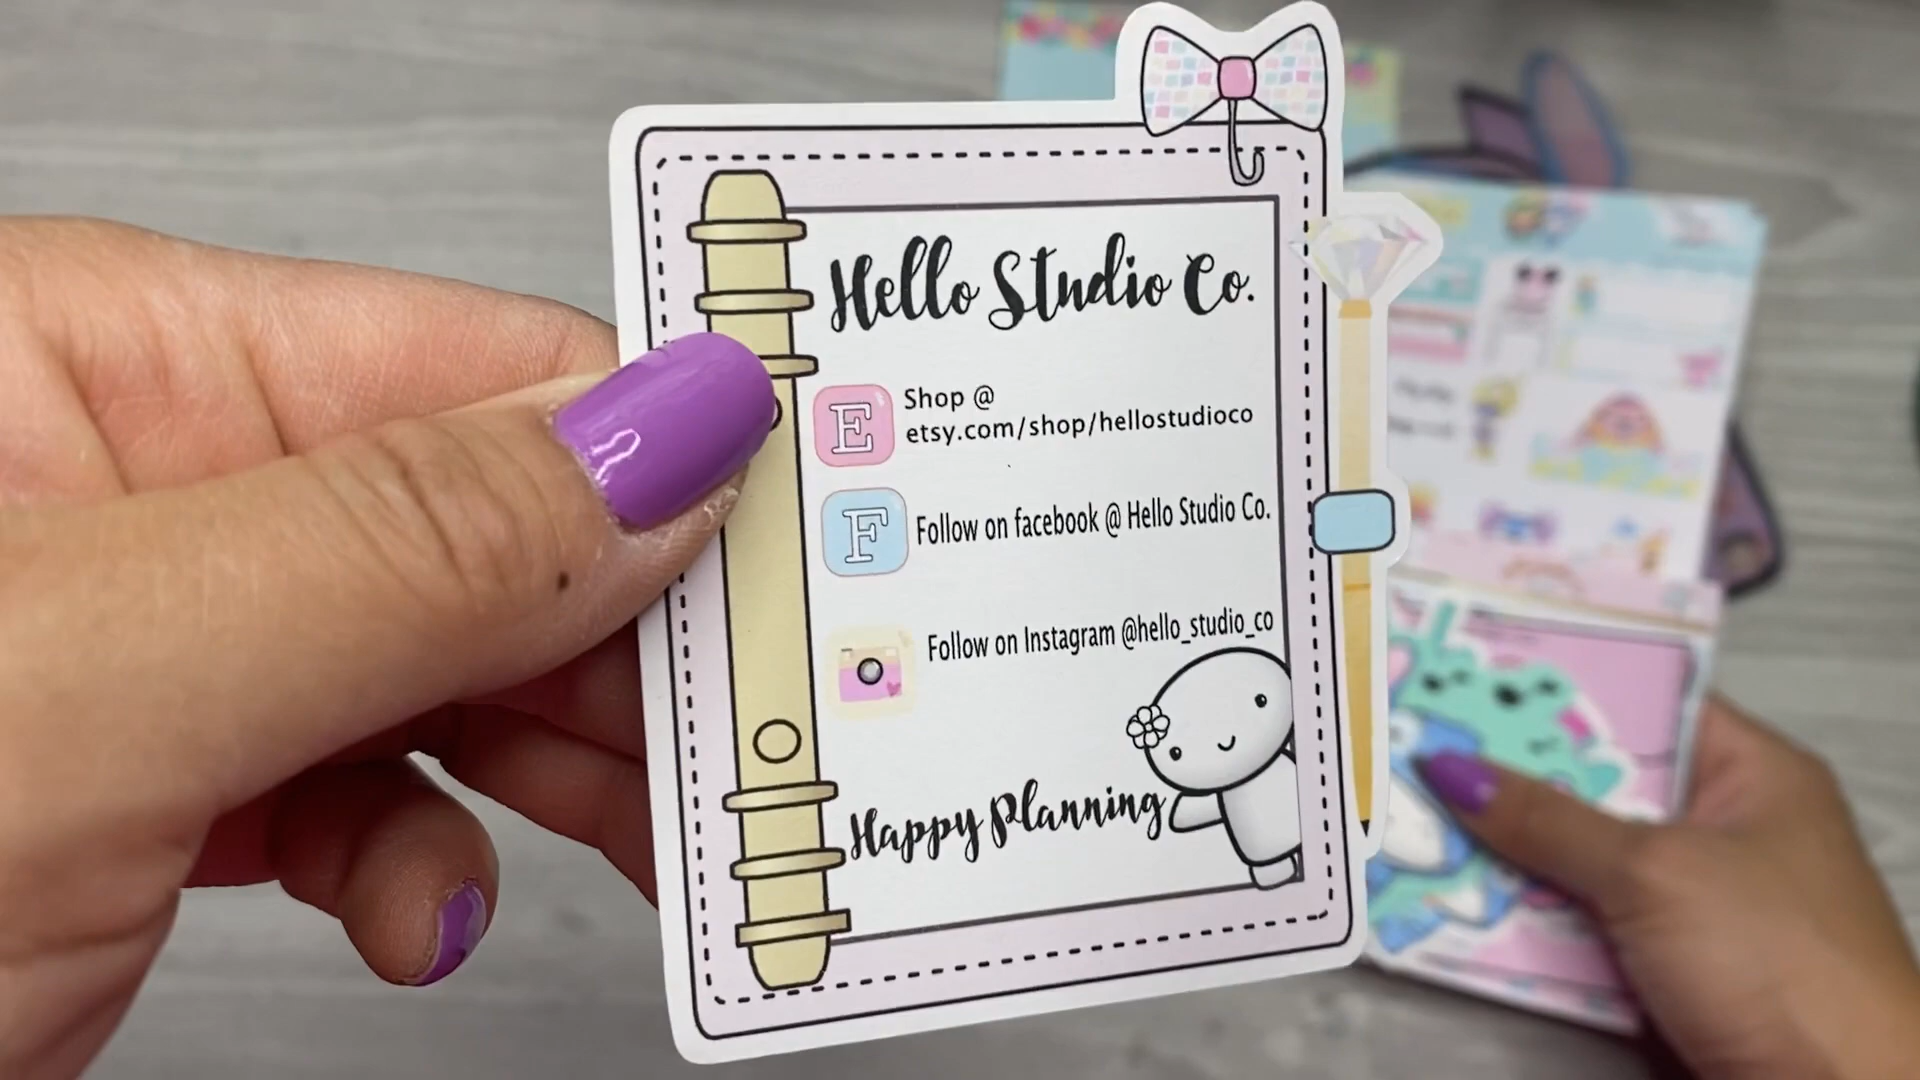 Hello Studio Co.
E
Shop @
etsy.com/shop/hellostudioco
F
Follow on facebook @ Hello Studio Co.
Follow on Instagram @hello_studio_co
Happy Planning